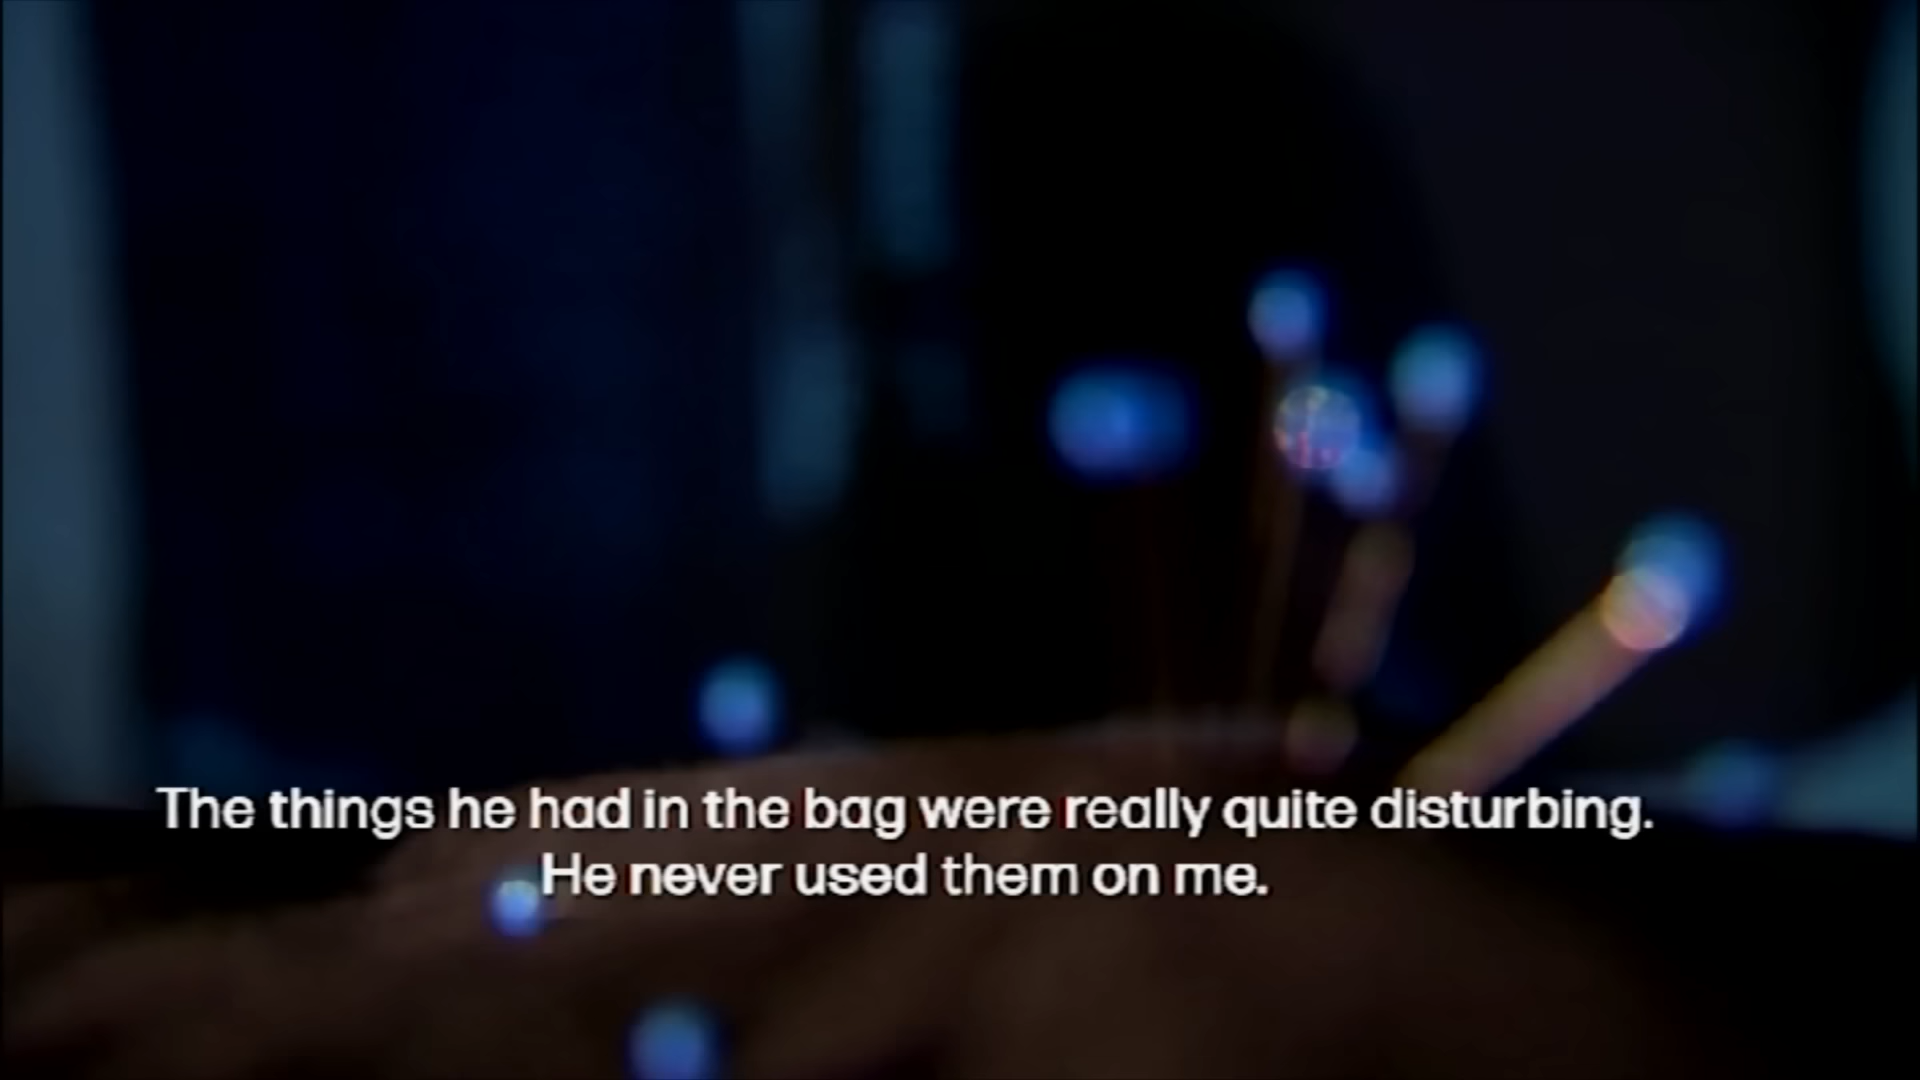 The things he had in the bag were really quite disturbing.
He never used them on me.